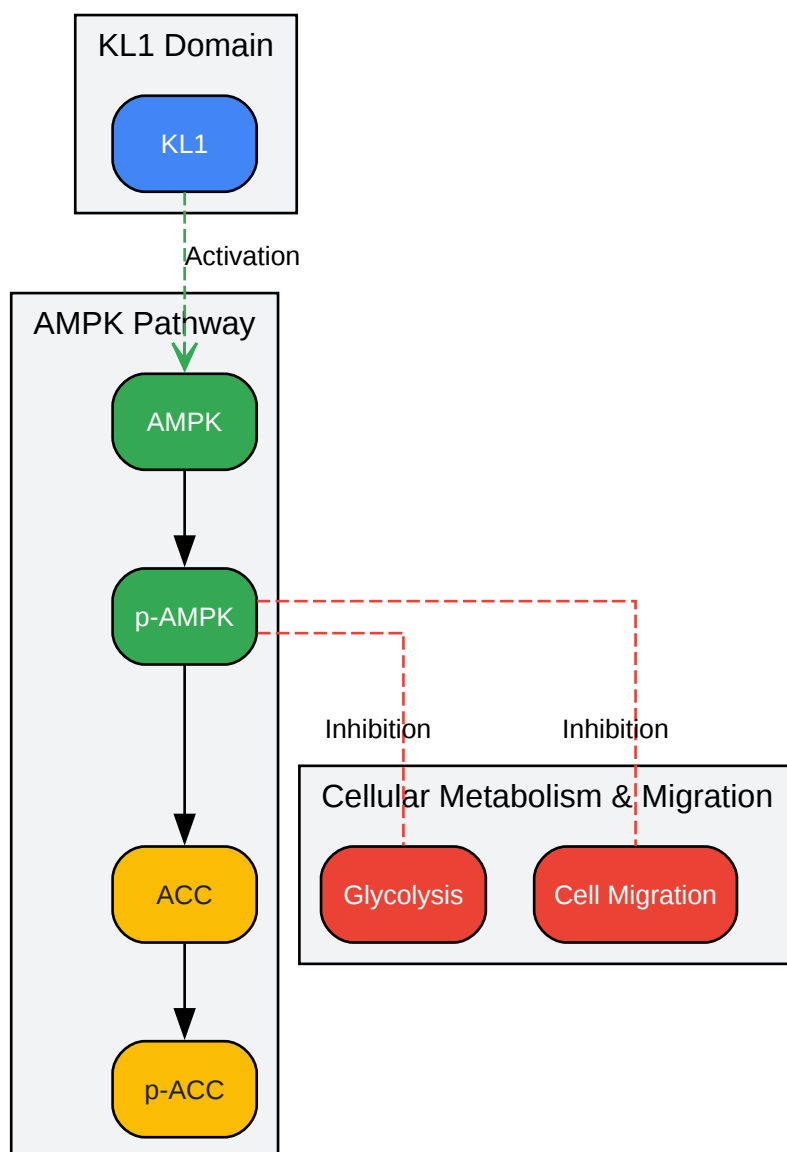 KL1 Domain
KL1
Activation
AMPK Pathway
AMPK
p-AMPK
Inhibition
Inhibition
Cellular Metabolism & Migration
ACC
Glycolysis
Cell Migration
p-ACC